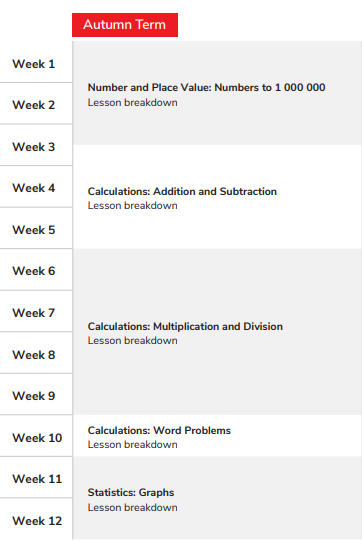 Autumn Term
Week 1
Number and Place Value: Numbers to 1 000 000
Lesson breakdown
Week 2
Week 3
Week 4
Calculations: Addition and Subtraction
Lesson breakdown
Week 5
Week 6
Week 7
Calculations: Multiplication and Division
Lesson breakdown
Week 8
Week 9
Week 10
Calculations: Word Problems
Lesson breakdown
Week 11
Statistics: Graphs
Lesson breakdown
Week 12